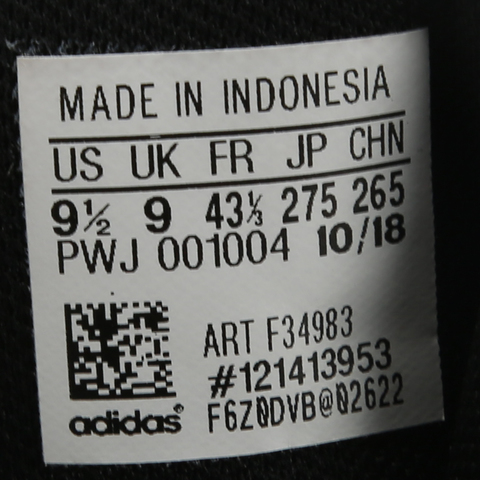 MADE IN INDONESIA
US UK FR JP CHN
9½ 9 43⅓ 275 265
PWJ 001004 10/18
ART F34983
#121413953
adidas® F6Z0DVB@02622